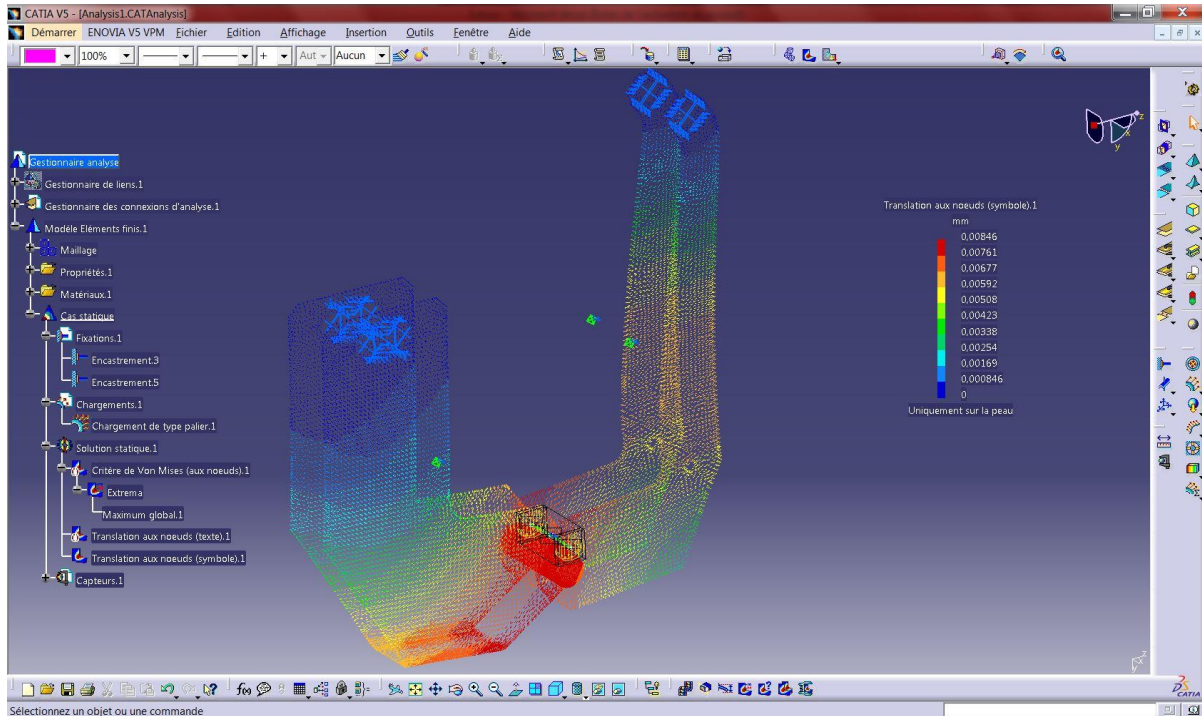 CATIA V5 - [Analysis1.CATAnalysis]
Démarrer ENOVIA V5 VPM Fichier Edition Affichage Insertion Outils Fenêtre Aide
100% + Aut Aucun
z
x
y
Gestionnaire analyse
Gestionnaire de liens.1
Gestionnaire des connexions d'analyse.1
Modèle Eléments finis.1
Maillage
Propriétés.1
Matériaux.1
Cas statique
Fixations.1
Encastrement.3
Encastrement.5
Chargements.1
Chargement de type palier.1
Solution statique.1
Critère de Von Mises (aux noeuds).1
Extrema
Maximum global.1
Translation aux noeuds (texte).1
Translation aux noeuds (symbole).1
Capteurs.1
Translation aux noeuds (symbole).1
mm
0,00846
0,00761
0,00677
0,00592
0,00508
0,00423
0,00338
0,00254
0,00169
0,000846
0
Uniquement sur la peau
f(x)
CATIA
Sélectionnez un objet ou une commande